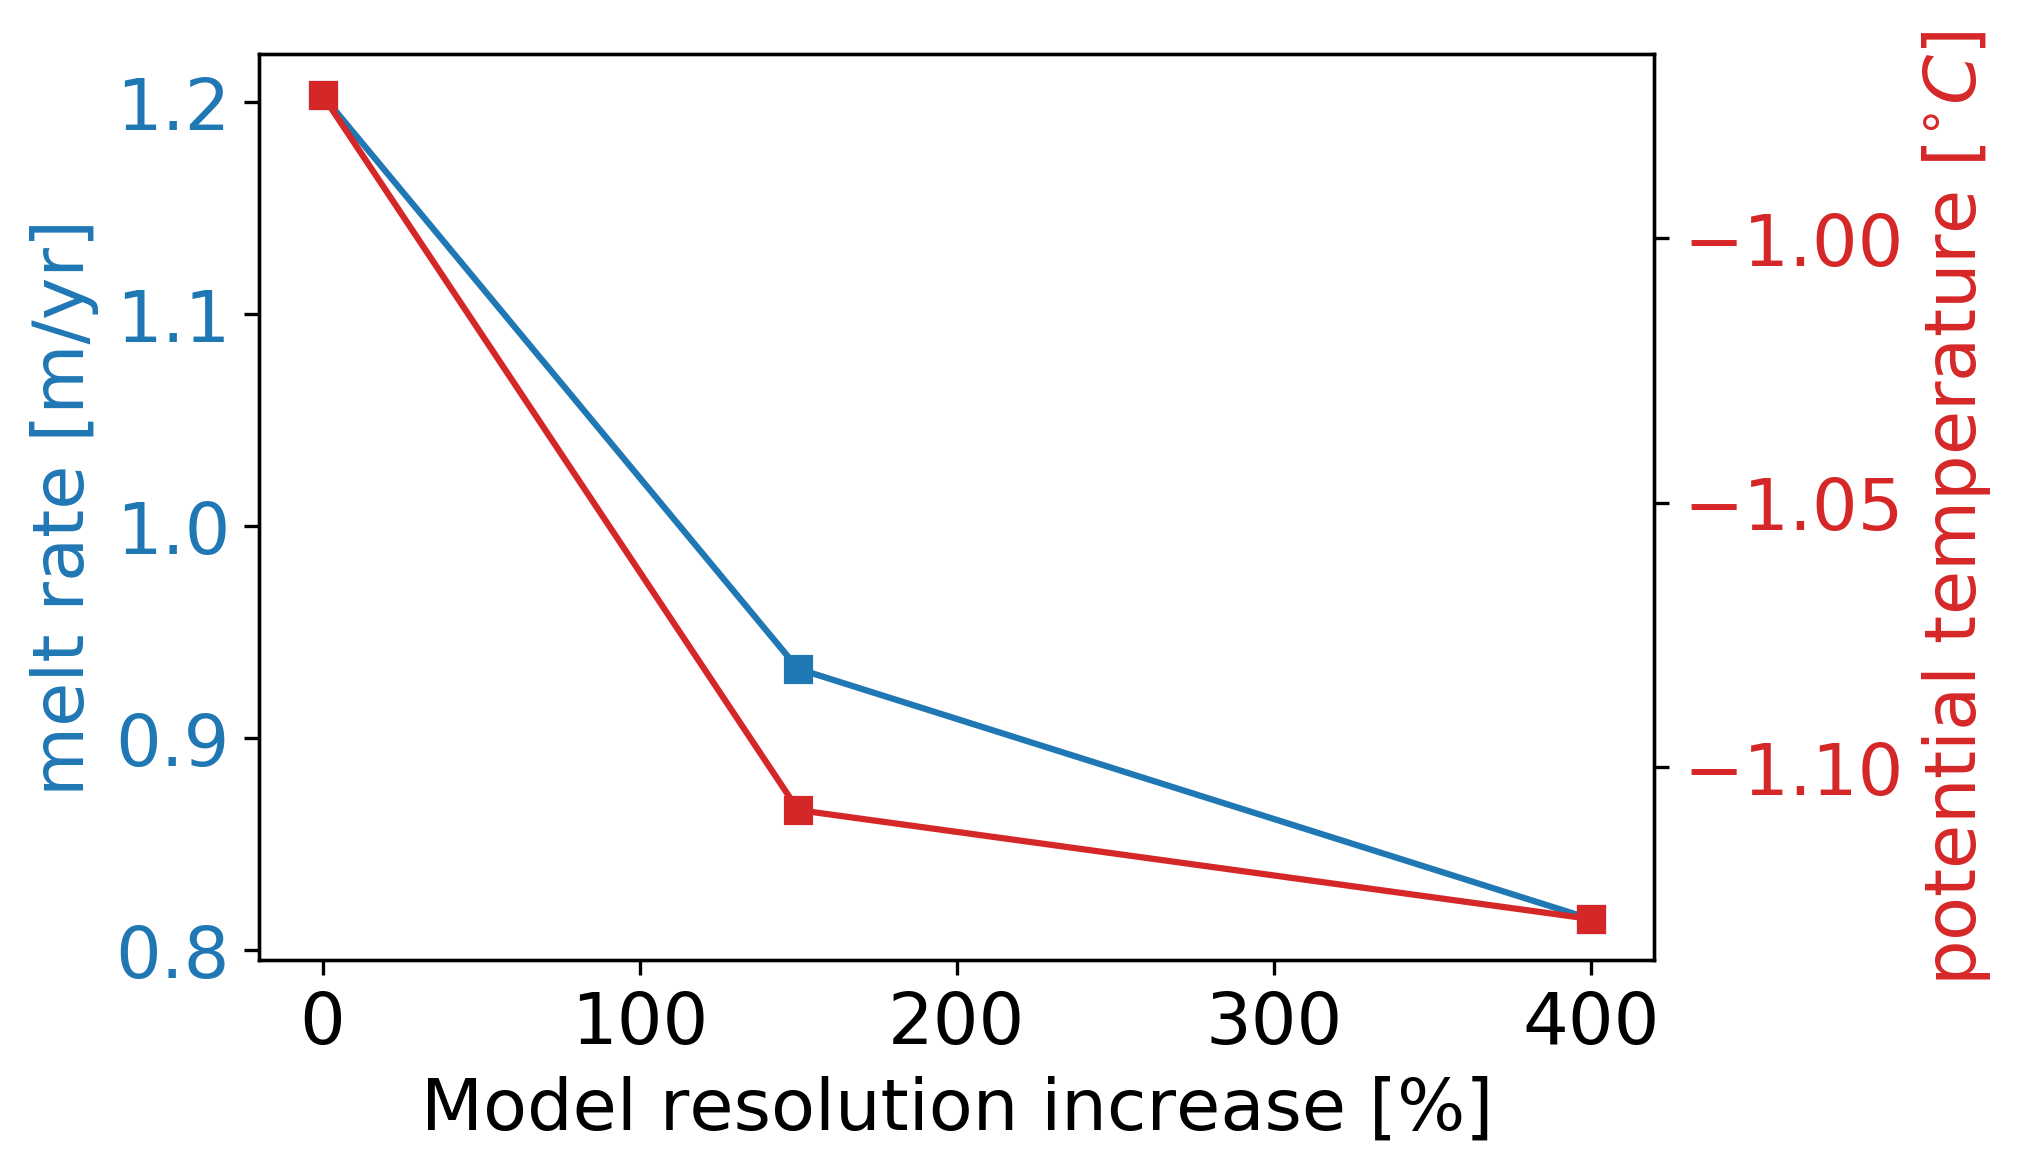 melt rate [m/yr]
1.2
1.1
1.0
0.9
0.8
0 100 200 300 400
Model resolution increase [%]
−1.00
−1.05
−1.10
potential temperature [°C]